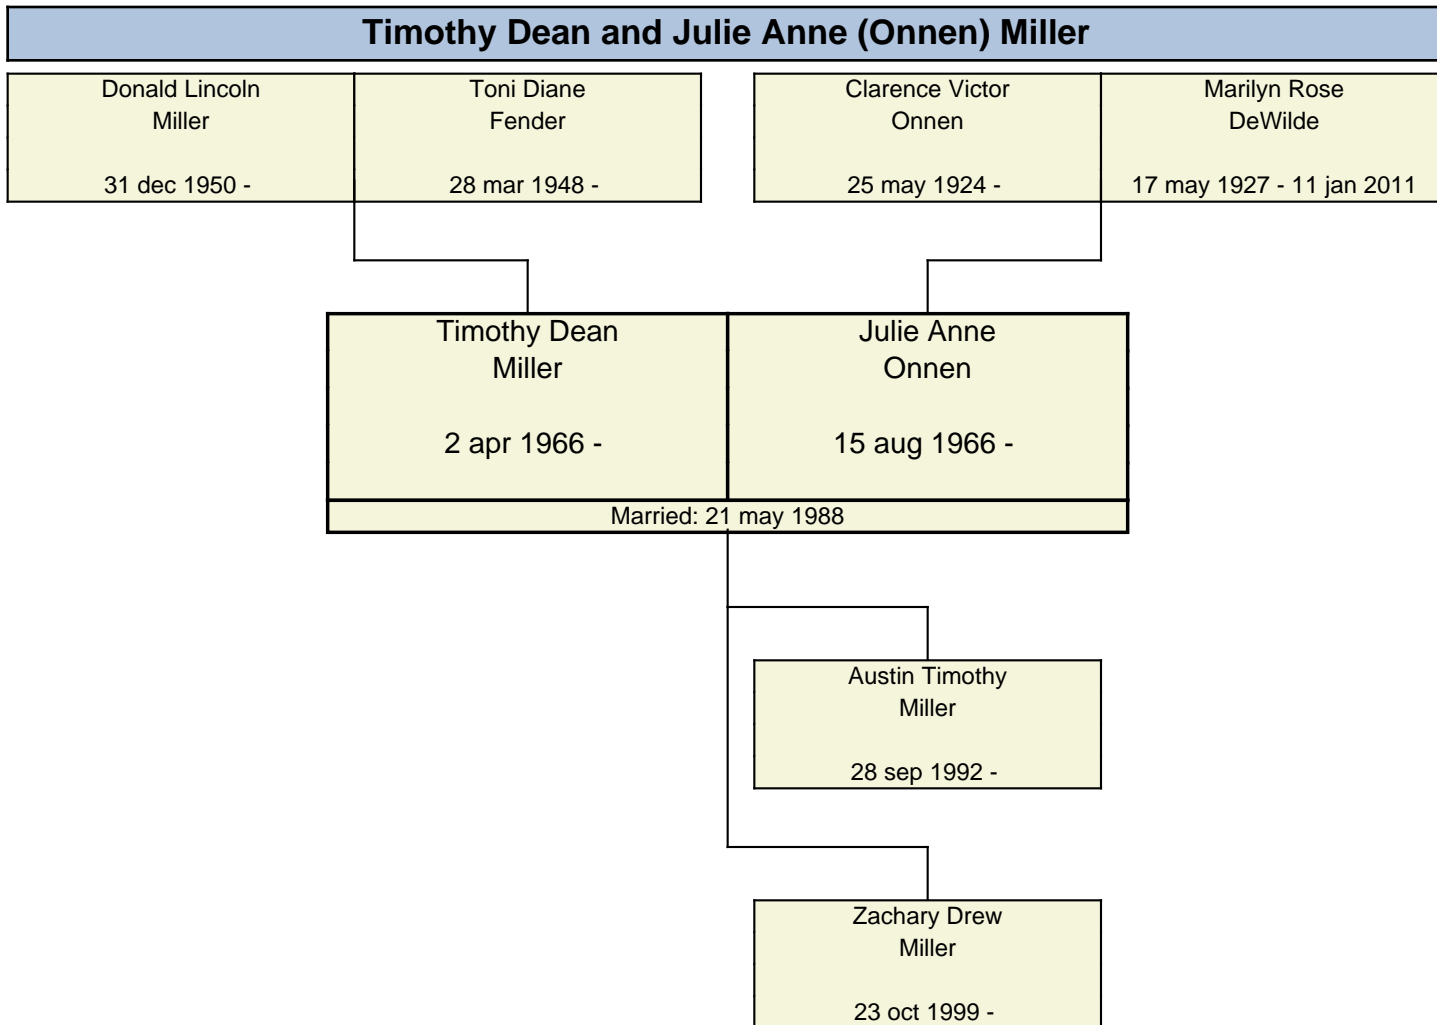 Timothy Dean and Julie Anne (Onnen) Miller
Donald Lincoln
Miller
31 dec 1950 -
Toni Diane
Fender
28 mar 1948 -
Clarence Victor
Onnen
25 may 1924 -
Marilyn Rose
DeWilde
17 may 1927 - 11 jan 2011
Timothy Dean
Miller
2 apr 1966 -
Julie Anne
Onnen
15 aug 1966 -
Married: 21 may 1988
Austin Timothy
Miller
28 sep 1992 -
Zachary Drew
Miller
23 oct 1999 -